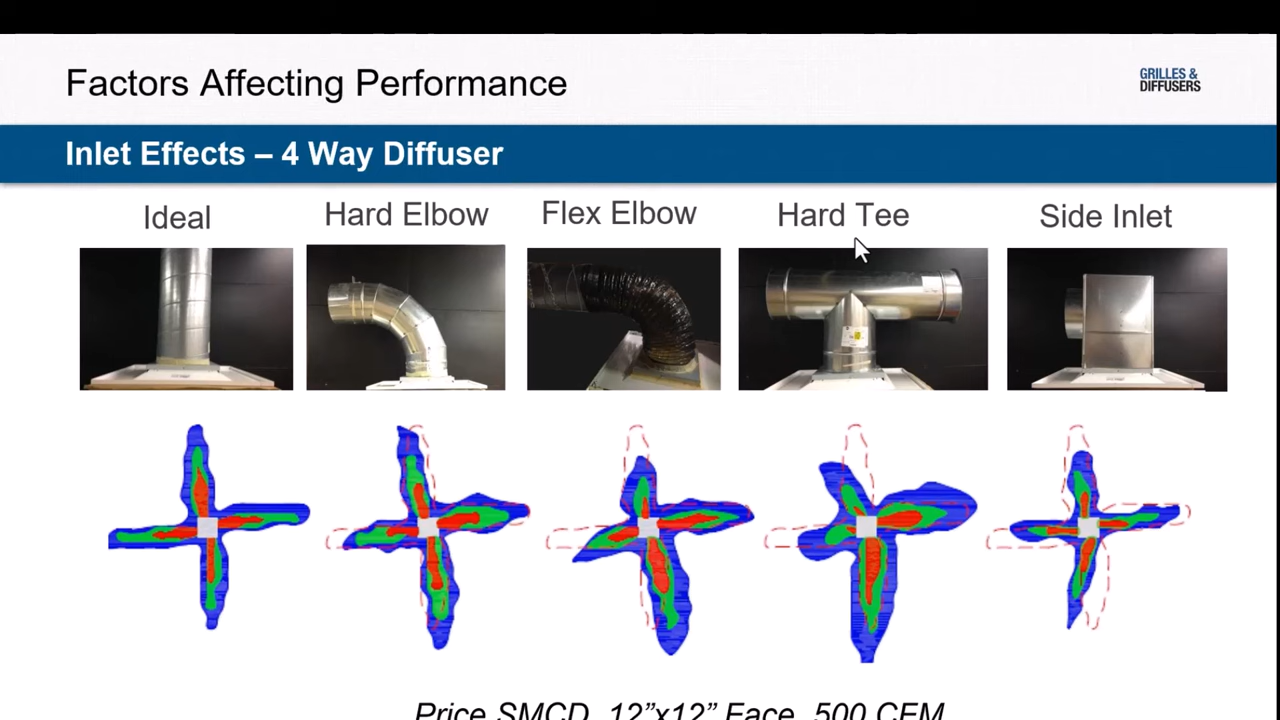 Factors Affecting Performance
GRILLES &
DIFFUSERS
Inlet Effects – 4 Way Diffuser
Ideal
Hard Elbow
Flex Elbow
Hard Tee
Side Inlet
Price SMCD, 12”x12” Face, 500 CFM